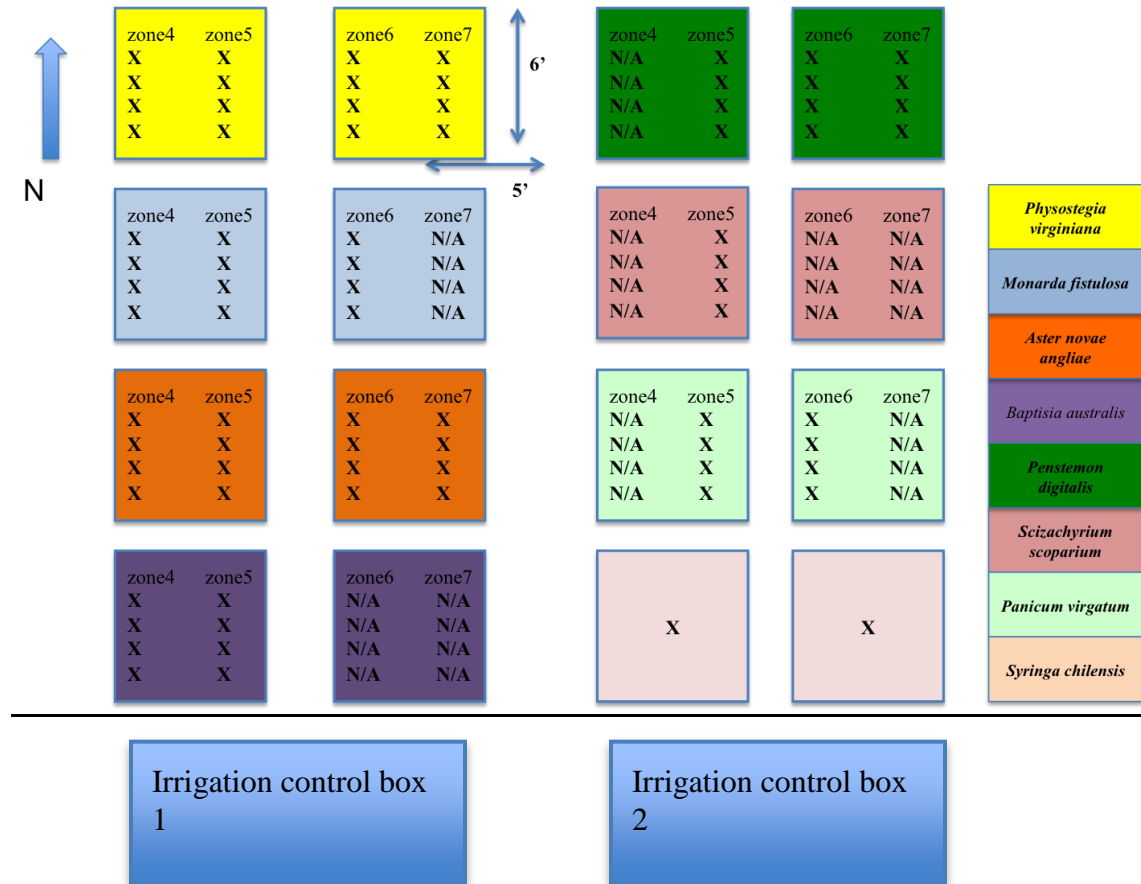 zone4 zone5 zone6 zone7 zone4 zone5 zone6 zone7
X X X X N/A X X X
X X X X N/A X X X
X X X X N/A X X X
X X X X N/A X X X
6’
N
5’
zone4 zone5 zone6 zone7 zone4 zone5 zone6 zone7
X X X N/A N/A X N/A N/A
X X X N/A N/A X N/A N/A
X X X N/A N/A X N/A N/A
X X X N/A N/A X N/A N/A
zone4 zone5 zone6 zone7 zone4 zone5 zone6 zone7
X X X X N/A X X N/A
X X X X N/A X X N/A
X X X X N/A X X N/A
X X X X N/A X X N/A
zone4 zone5 zone6 zone7
X X N/A N/A
X X N/A N/A
X X N/A N/A
X X N/A N/A
X X
Physostegia
virginiana
Monarda fistulosa
Aster novae
angliae
Baptisia australis
Penstemon
digitalis
Scizachyrium
scoparium
Panicum virgatum
Syringa chilensis
Irrigation control box
1
Irrigation control box
2